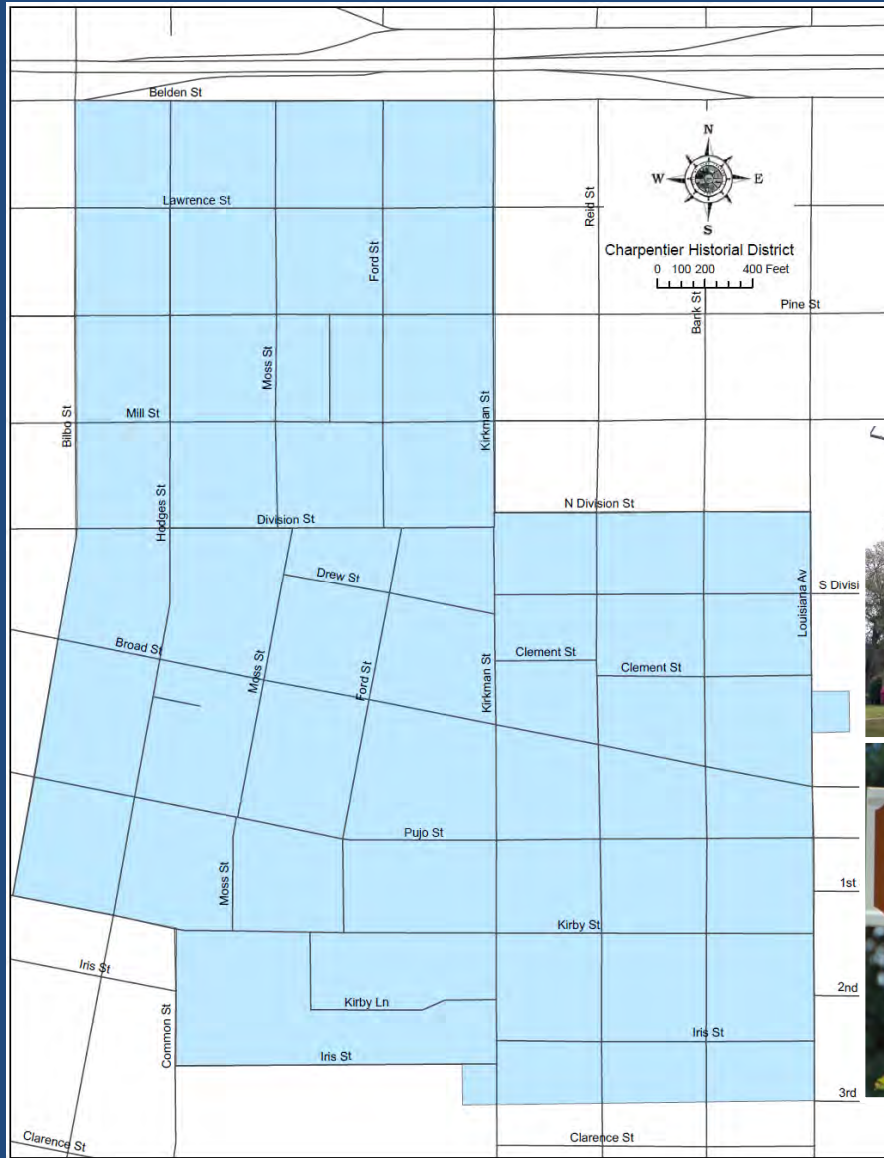 Belden St
N
W E
S
Lawrence St
Reid St
Ford St
Charpentier Historial District
0 100 200 400 Feet
Bank St
Pine St
Moss St
Mill St
Bilbo St
Kirkman St
Hodges St
N Division St
Division St
Drew St
S Divisi
Louisiana Av
Broad St
Clement St
Clement St
Moss St
Ford St
Kirkman St
Pujo St
Moss St
1st
Kirby St
Iris St
2nd
Kirby Ln
Common St
Iris St
Iris St
3rd
Clarence St
Clarence St